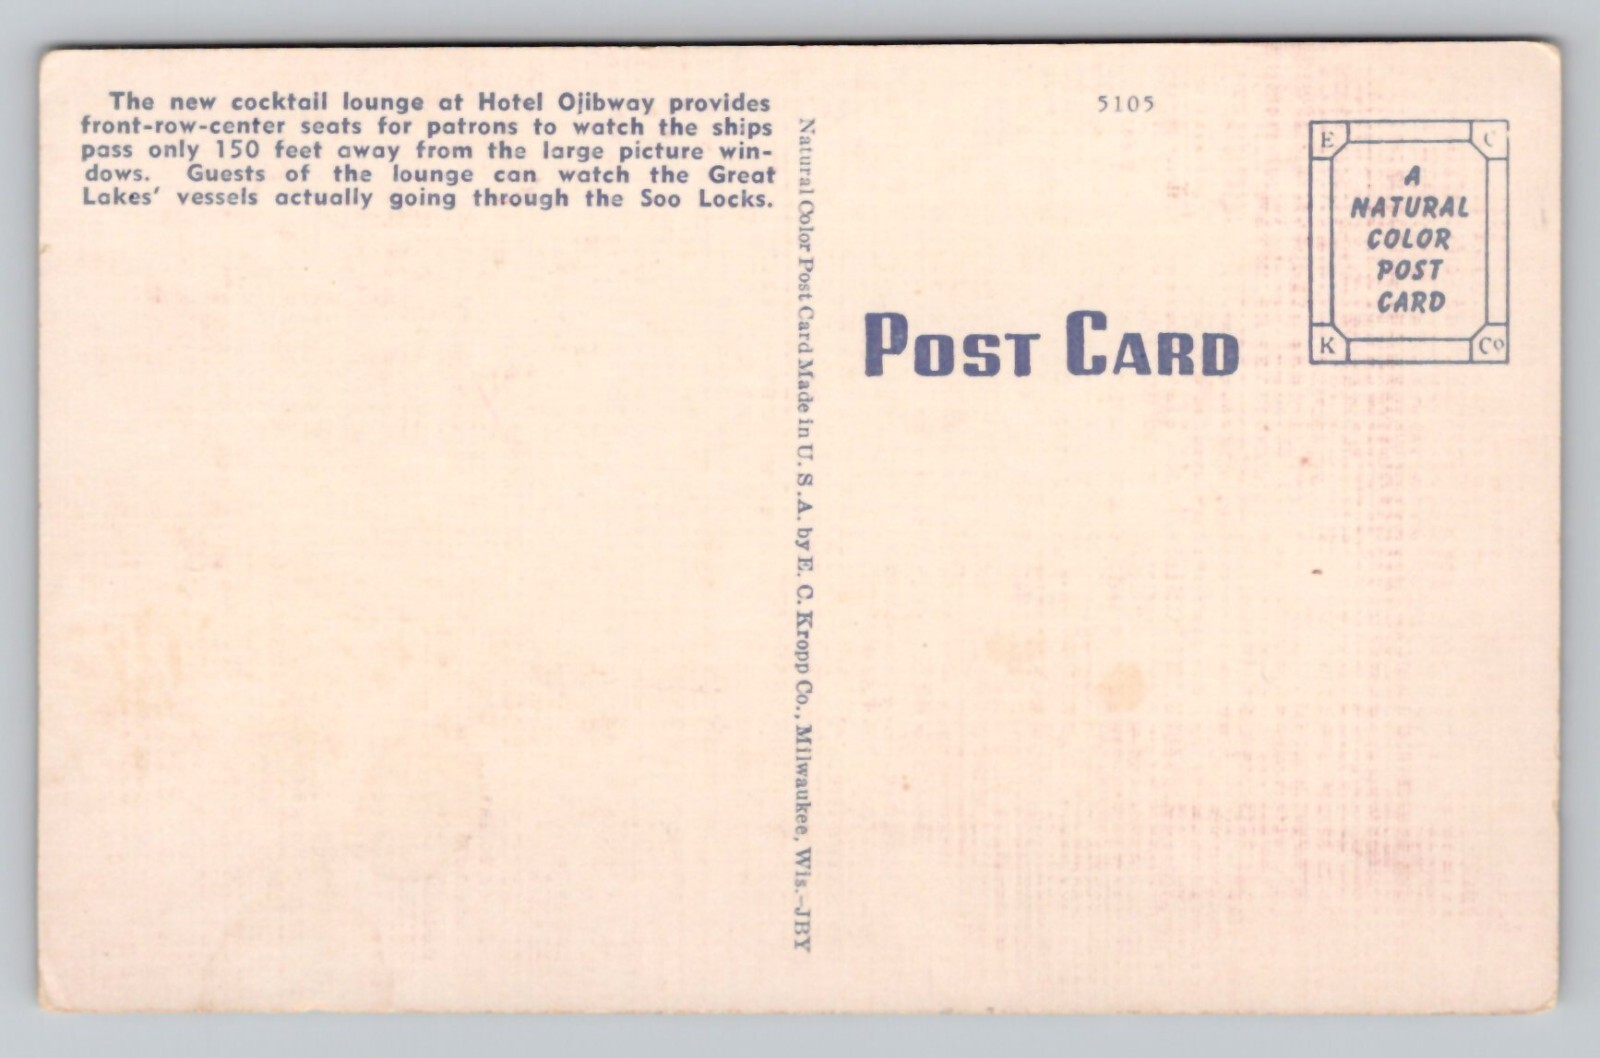 The new cocktail lounge at Hotel Ojibway provides
front-row-center seats for patrons to watch the ships
pass only 150 feet away from the large picture win-
dows. Guests of the lounge can watch the Great
Lakes' vessels actually going through the Soo Locks.
Natural Color Post Card Made in U. S .A. by E. C. Kropp Co., Milwaukee, Wis.—JBY
5105
POST CARD
E C
A
NATURAL
COLOR
POST
CARD
K Co